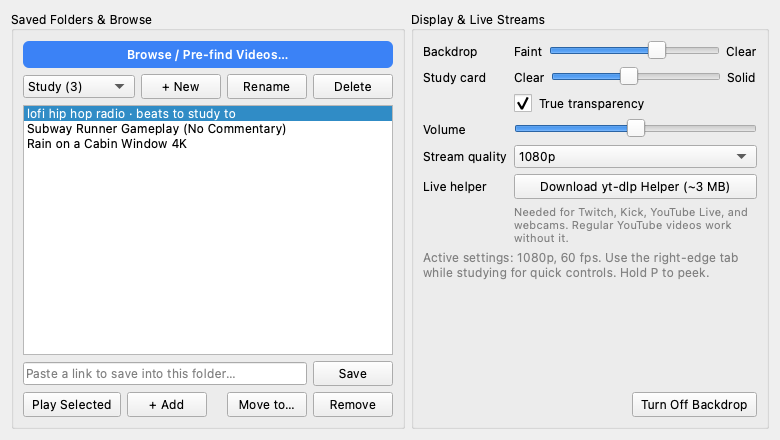 Saved Folders & Browse
Browse / Pre-find Videos...
Study (3)
+ New
Rename
Delete
lofi hip hop radio · beats to study to
Subway Runner Gameplay (No Commentary)
Rain on a Cabin Window 4K
Paste a link to save into this folder...
Save
Play Selected
+ Add
Move to...
Remove
Display & Live Streams
Backdrop
Faint
Clear
Study card
Clear
Solid
True transparency
Volume
Stream quality
1080p
Live helper
Download yt-dlp Helper (~3 MB)
Needed for Twitch, Kick, YouTube Live, and
webcams. Regular YouTube videos work
without it.
Active settings: 1080p, 60 fps. Use the right-edge tab
while studying for quick controls. Hold P to peek.
Turn Off Backdrop